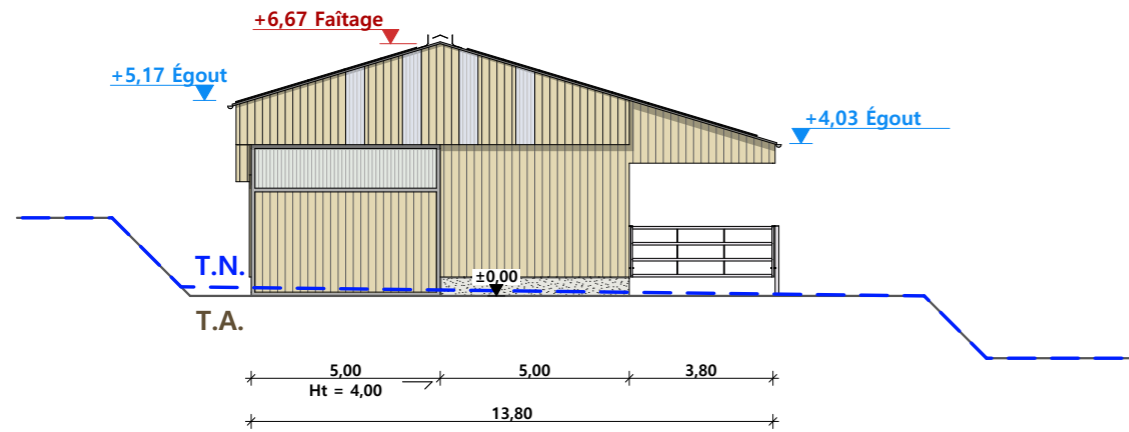 +6,67 Faîtage
+5,17 Égout
+4,03 Égout
T.N.
±0,00
T.A.
5,00 5,00 3,80
Ht = 4,00
13,80